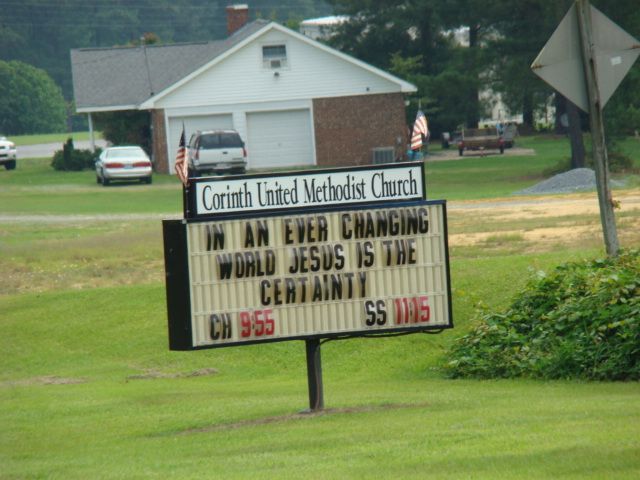 Corinth United Methodist Church
IN AN EVER CHANGING
WORLD JESUS IS THE
CERTAINTY
CH 9:55 SS 11:15